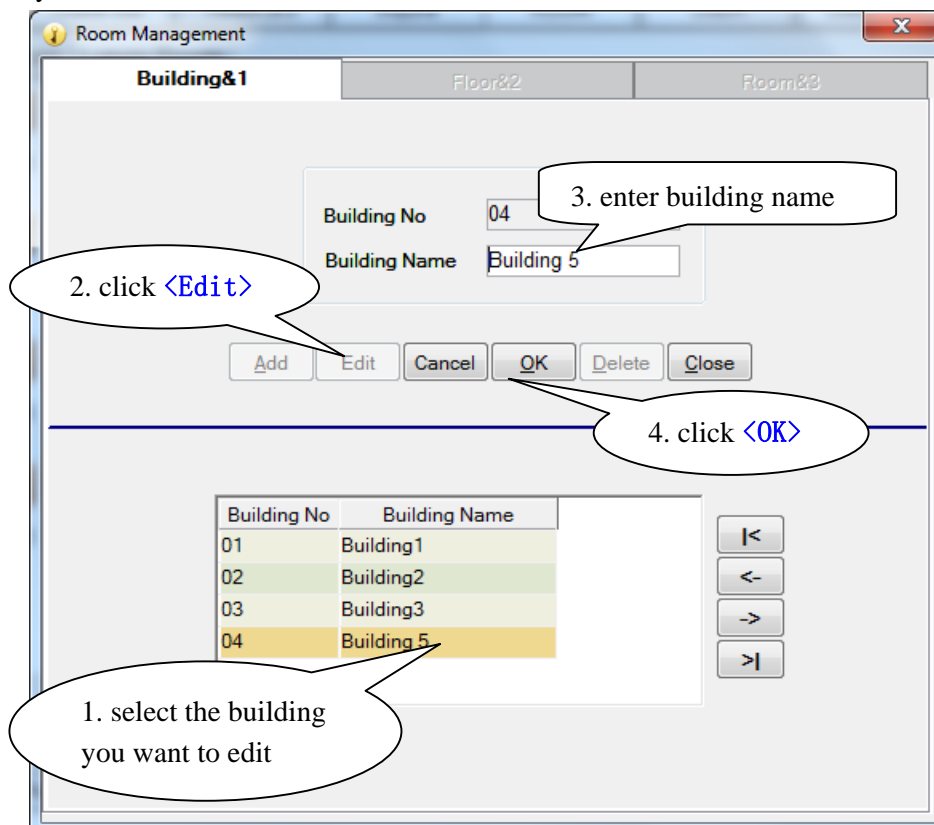 Room Management
Building&1 Floor&2 Room&3
3. enter building name
Building No 04
Building Name Building 5
2. click <Edit>
Add Edit Cancel OK Delete Close
4. click <OK>
Building No Building Name
01 Building1
02 Building2
03 Building3
04 Building 5
|<
<-
->
>|
1. select the building
you want to edit